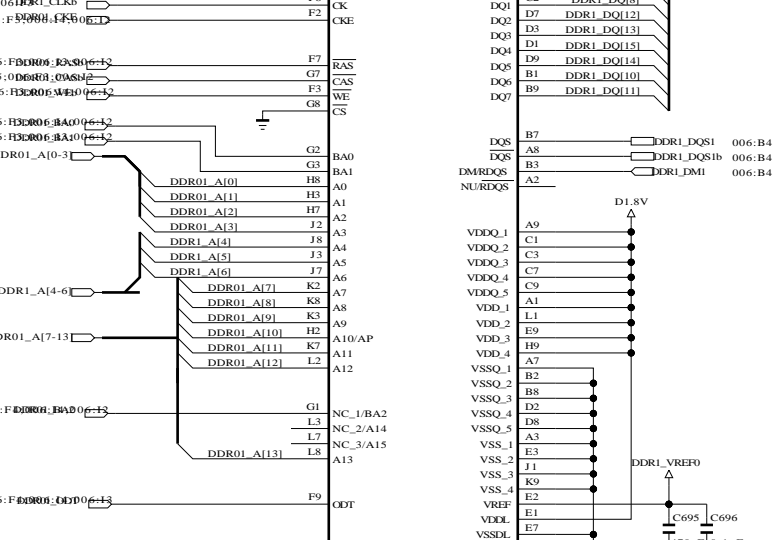 CK
F2
CKE
F7
RAS
G7
CAS
F3
WE
G8
CS
G2
BA0
G3
BA1
DDR01_A[0]
H8
A0
DDR01_A[1]
H3
A1
DDR01_A[2]
H7
A2
DDR01_A[3]
J2
A3
DDR1_A[4]
J8
A4
DDR1_A[5]
J3
A5
DDR1_A[6]
J7
A6
DDR01_A[7]
K2
A7
DDR01_A[8]
K8
A8
DDR01_A[9]
K3
A9
DDR01_A[10]
H2
A10/AP
DDR01_A[11]
K7
A11
DDR01_A[12]
L2
A12
G1
NC_1/BA2
L3
NC_2/A14
L7
NC_3/A15
DDR01_A[13]
L8
A13
F9
ODT
DR01_A[0-3]
DDR1_A[4-6]
R01_A[7-13]
DQ1
DQ2
D7
DDR1_DQ[12]
DQ3
D3
DDR1_DQ[13]
DQ4
D1
DDR1_DQ[15]
DQ5
D9
DDR1_DQ[14]
DQ6
B1
DDR1_DQ[10]
DQ7
B9
DDR1_DQ[11]
DQS
B7
DDR1_DQS1 006:B4
DQS
A8
DDR1_DQS1b 006:B4
DM/RDQS
B3
DDR1_DM1 006:B4
NU/RDQS
A2
D1.8V
VDDQ_1
A9
VDDQ_2
C1
VDDQ_3
C3
VDDQ_4
C7
VDDQ_5
C9
VDD_1
A1
VDD_2
L1
VDD_3
E9
VDD_4
H9
VSSQ_1
A7
VSSQ_2
B2
VSSQ_3
B8
VSSQ_4
D2
VSSQ_5
D8
VSS_1
A3
VSS_2
E3
VSS_3
J1
VSS_4
K9
VREF
E2
VDDL
E1
VSSDL
E7
DDR1_VREF0
C695
C696